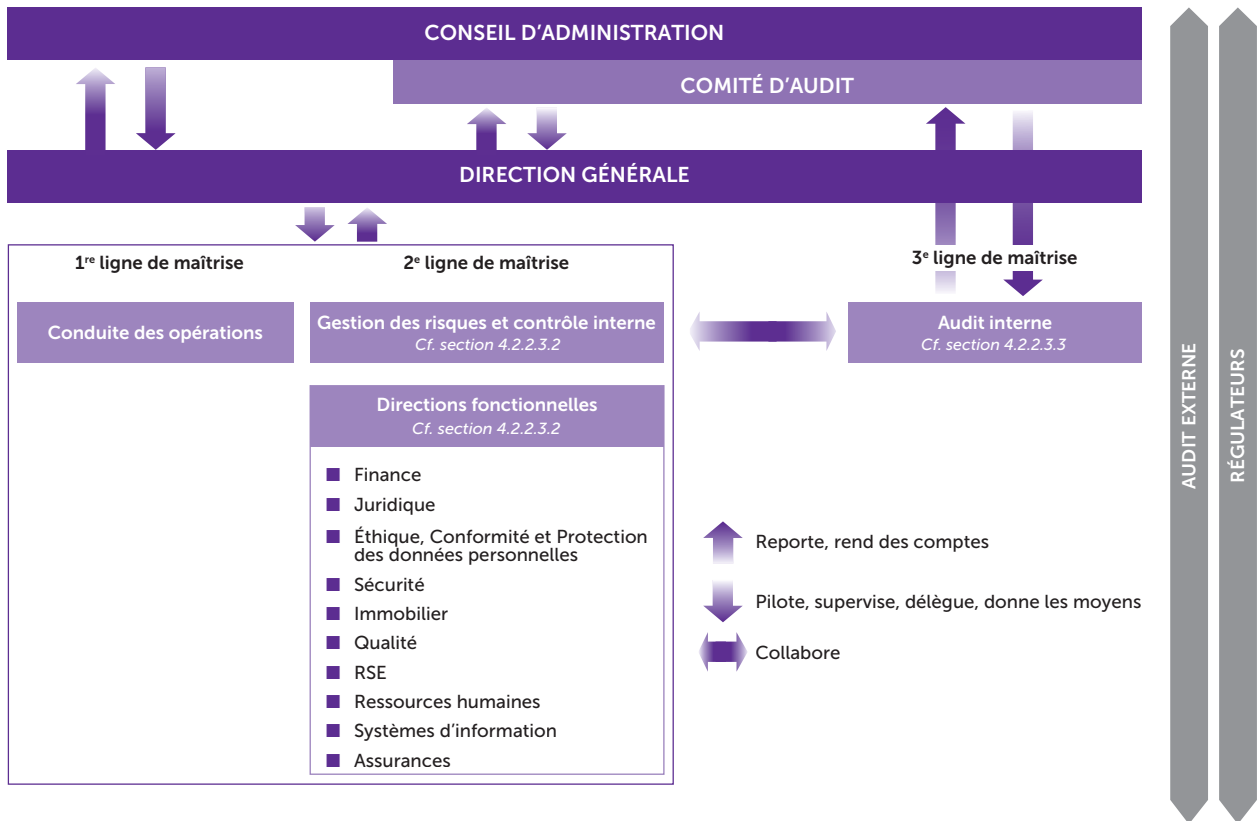 CONSEIL D'ADMINISTRATION
COMITÉ D'AUDIT
DIRECTION GÉNÉRALE
1re ligne de maîtrise
2e ligne de maîtrise
3e ligne de maîtrise
Conduite des opérations
Gestion des risques et contrôle interne
Cf. section 4.2.2.3.2
Audit interne
Cf. section 4.2.2.3.3
Directions fonctionnelles
Cf. section 4.2.2.3.2
Finance
Juridique
Éthique, Conformité et Protection
des données personnelles
Sécurité
Immobilier
Qualité
RSE
Ressources humaines
Systèmes d'information
Assurances
Reporte, rend des comptes
Pilote, supervise, délègue, donne les moyens
Collabore
AUDIT EXTERNE
RÉGULATEURS